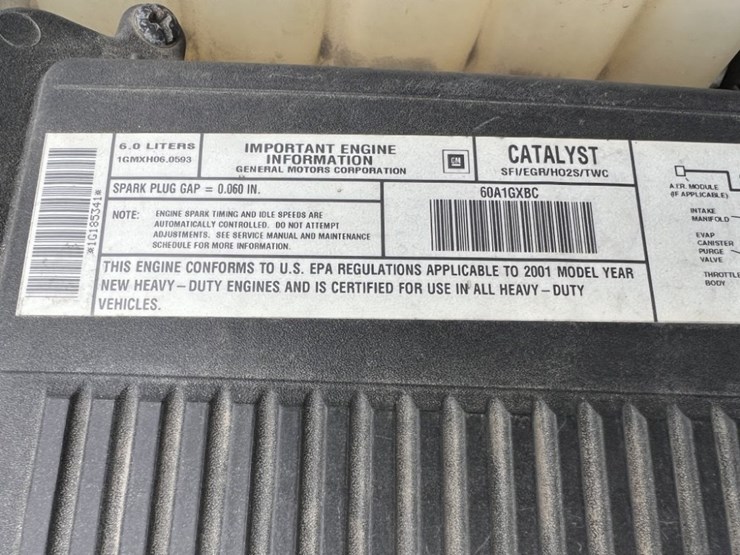 *1G185341*
6.0 LITERS
1GMXH06.0593
IMPORTANT ENGINE
INFORMATION
GENERAL MOTORS CORPORATION
GM
CATALYST
SFI/EGR/HO2S/TWC
SPARK PLUG GAP = 0.060 IN.
60A1GXBC
NOTE: ENGINE SPARK TIMING AND IDLE SPEEDS ARE
AUTOMATICALLY CONTROLLED. DO NOT ATTEMPT
ADJUSTMENTS. SEE SERVICE MANUAL AND MAINTENANCE
SCHEDULE FOR MORE INFORMATION.
THIS ENGINE CONFORMS TO U.S. EPA REGULATIONS APPLICABLE TO 2001 MODEL YEAR
NEW HEAVY-DUTY ENGINES AND IS CERTIFIED FOR USE IN ALL HEAVY-DUTY
VEHICLES.
A.I.R. MODULE
(IF APPLICABLE)
INTAKE
MANIFOLD
EVAP
CANISTER
PURGE
VALVE
THROTTLE
BODY